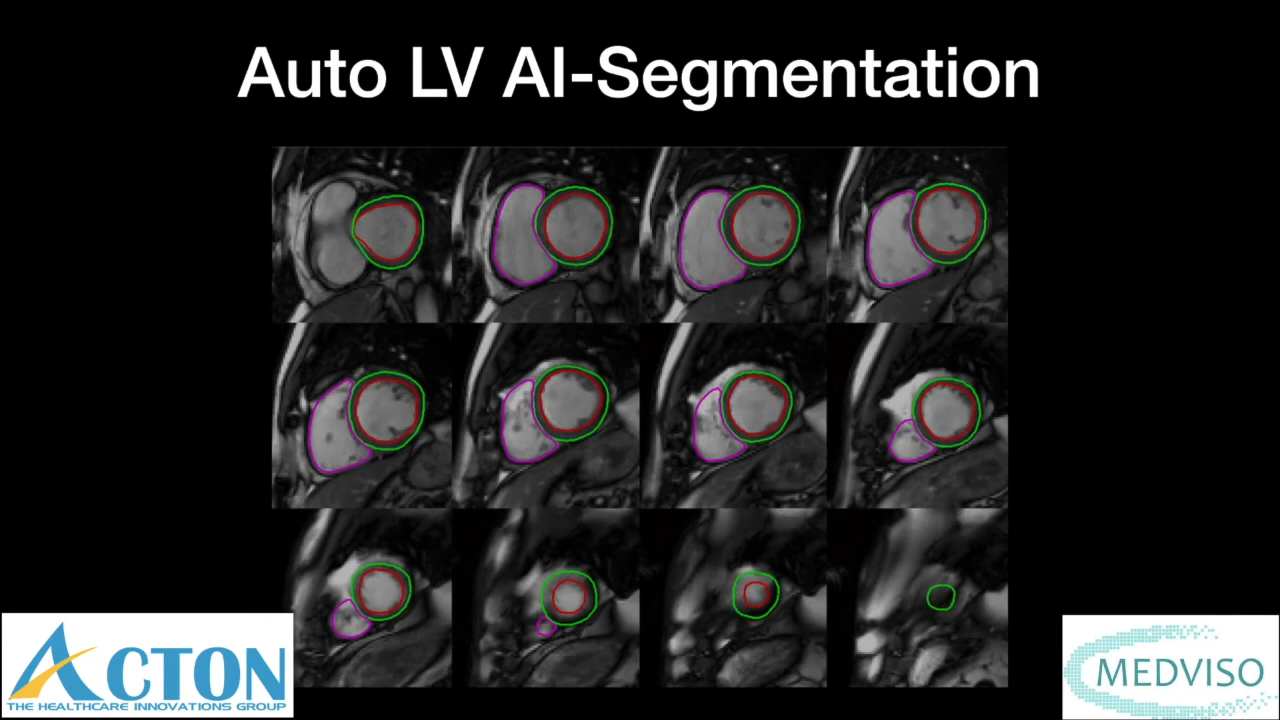 Auto LV AI-Segmentation
ACTON
THE HEALTHCARE INNOVATIONS GROUP
MEDVISO